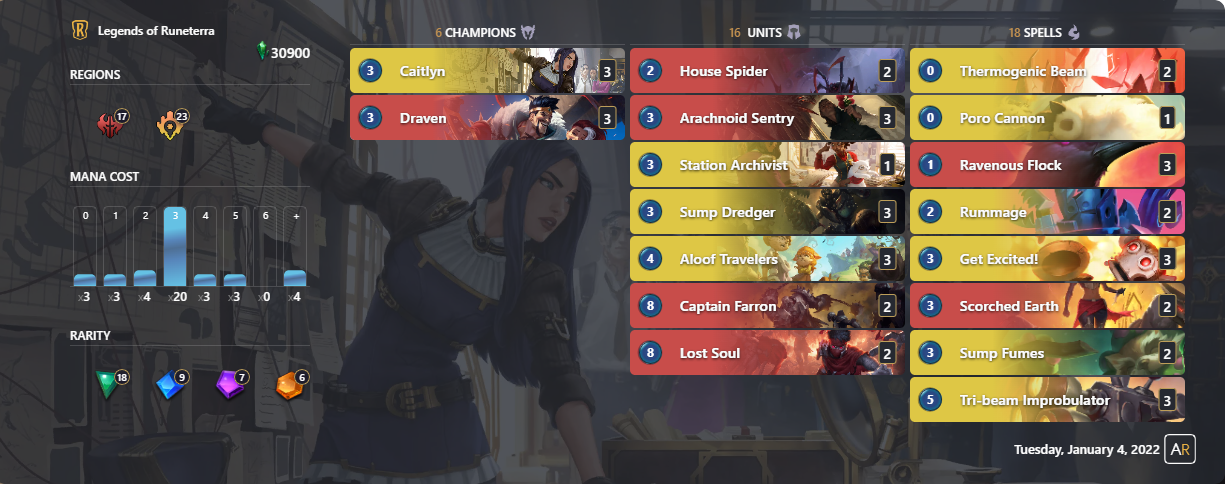 R Legends of Runeterra
30900
REGIONS
17 23
MANA COST
0 1 2 3 4 5 6 +
x3 x3 x4 x20 x3 x3 x0 x4
RARITY
18 9 7 6
6 CHAMPIONS
3 Caitlyn 3
3 Draven 3
16 UNITS
2 House Spider 2
3 Arachnoid Sentry 3
3 Station Archivist 1
3 Sump Dredger 3
4 Aloof Travelers 3
8 Captain Farron 2
8 Lost Soul 2
18 SPELLS
0 Thermogenic Beam 2
0 Poro Cannon 1
1 Ravenous Flock 3
2 Rummage 2
3 Get Excited! 3
3 Scorched Earth 2
3 Sump Fumes 2
5 Tri-beam Improbulator 3
Tuesday, January 4, 2022 AR